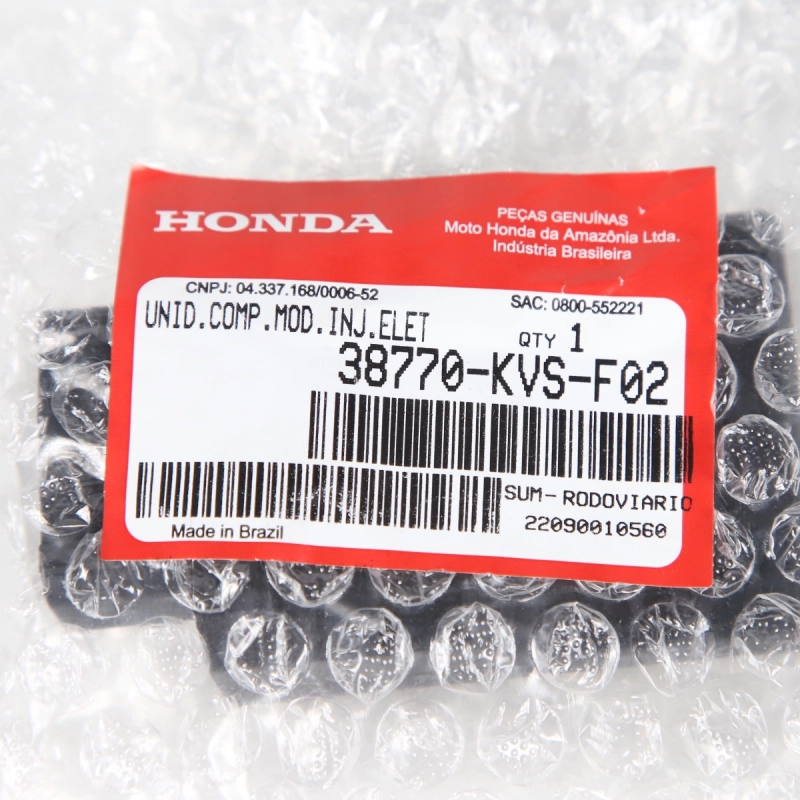 HONDA
PEÇAS GENUÍNAS
Moto Honda da Amazônia Ltda.
Indústria Brasileira
CNPJ: 04.337.168/0006-52
SAC: 0800-552221
UNID.COMP.MOD.INJ.ELET
QTY 1
38770-KVS-F02
SUM-RODOVIARIO
22090010560
Made in Brazil